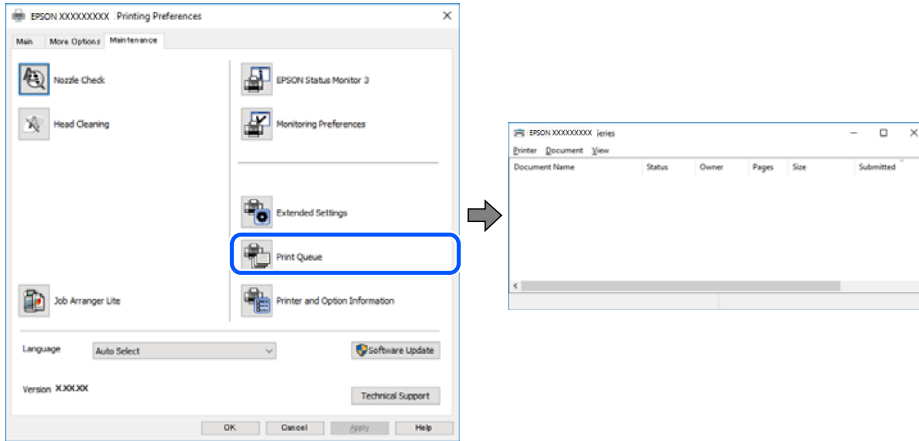 EPSON XXXXXXXXX Printing Preferences
Main More Options Maintenance
Nozzle Check
EPSON Status Monitor 3
Head Cleaning
Monitoring Preferences
Extended Settings
Print Queue
Job Arranger Lite
Printer and Option Information
Language Auto Select
Software Update
Version X.XX.XX
Technical Support
OK Cancel Apply Help
EPSON XXXXXXXXX ieries
Printer Document View
Document Name Status Owner Pages Size Submitted